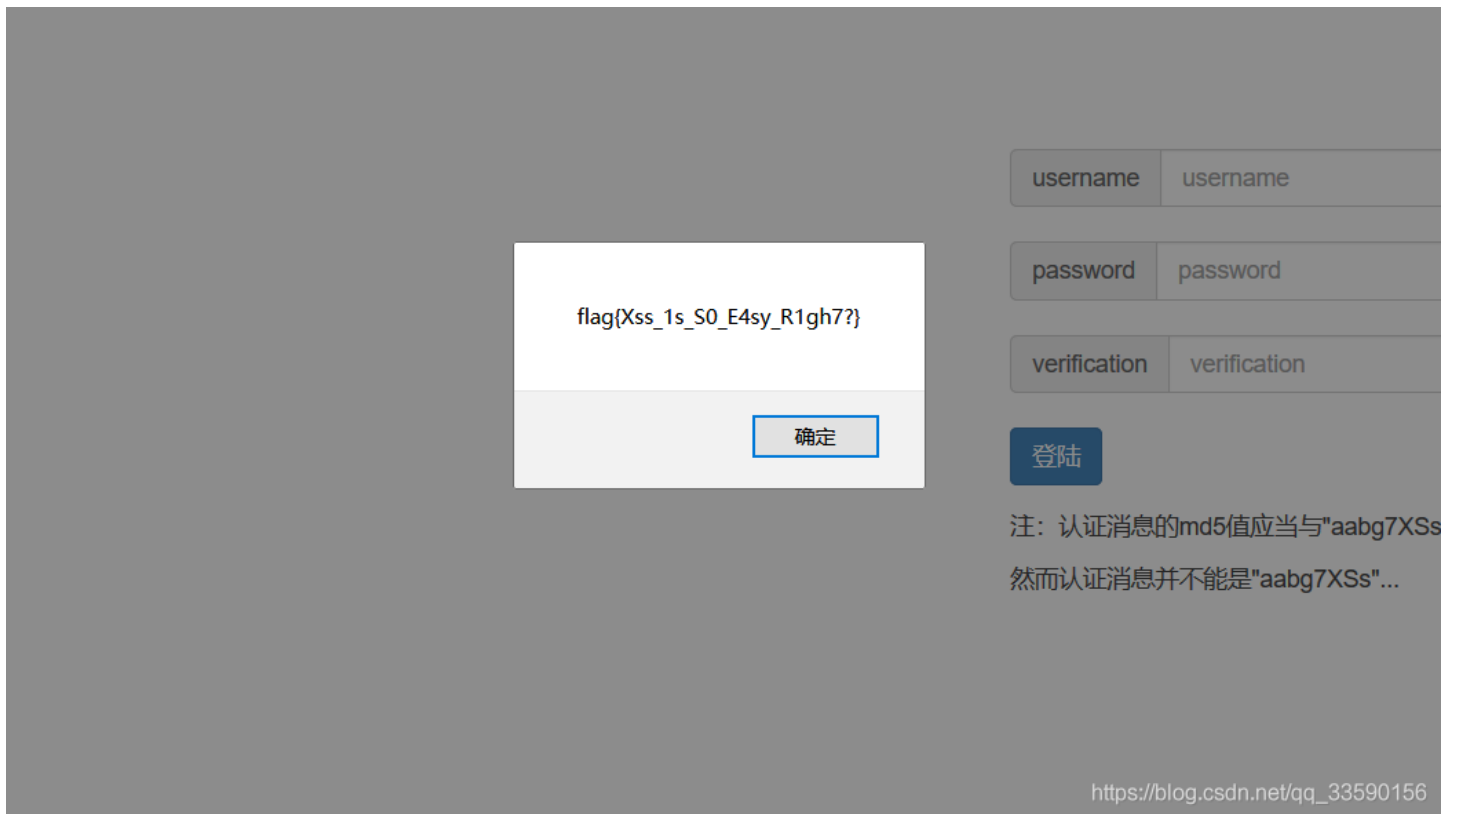 username username
password password
flag{Xss_1s_S0_E4sy_R1gh7?}
verification verification
确定
登陆
注：认证消息的md5值应当与"aabg7XSs
然而认证消息并不能是"aabg7XSs"...
https://blog.csdn.net/qq_33590156